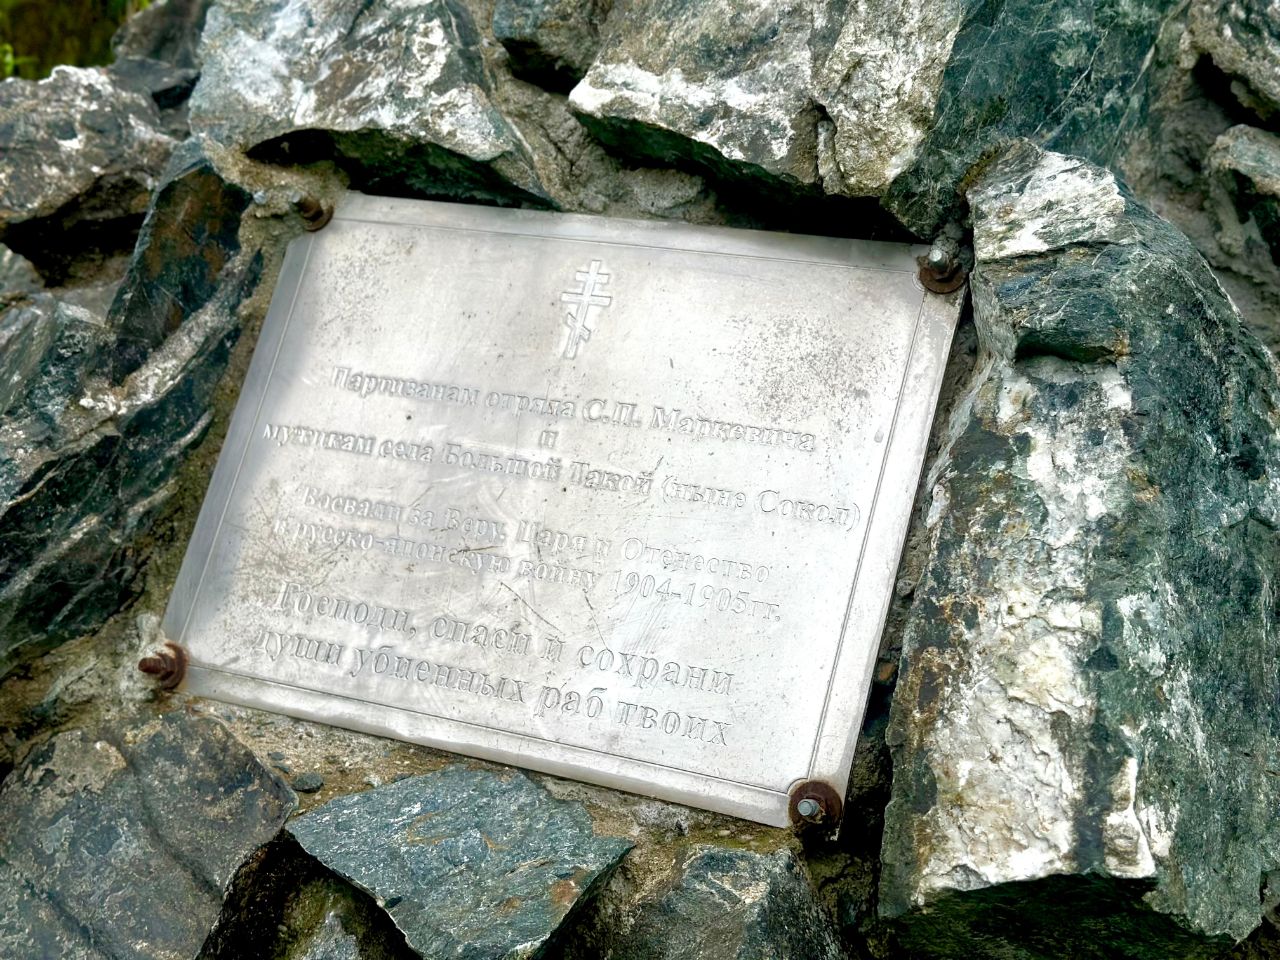 Партизанам отряда С.П. Маркевича
и
мужикам села Большой Такой (ныне Сокол)
Воевали за Веру, Царя и Отечество
в русско-японскую войну 1904-1905гг.
Господи, спаси и сохрани
души убиенных раб твоих